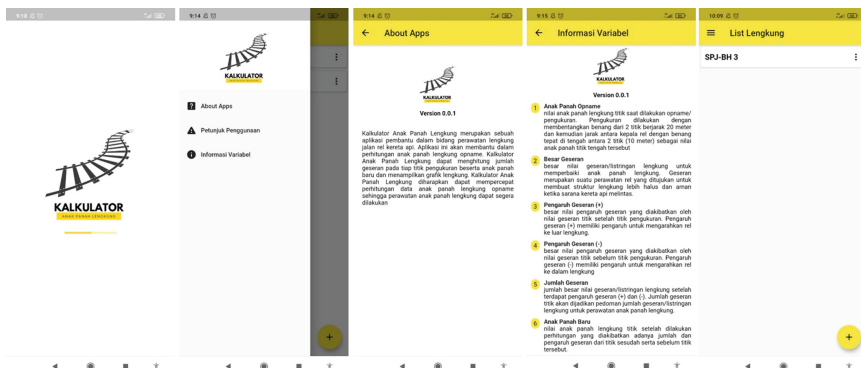 9:18
KALKULATOR
ANAK PANAH LENGKUNG
9:14
KALKULATOR
ANAK PANAH LENGKUNG
About Apps
Petunjuk Penggunaan
Informasi Variabel
+
9:14
About Apps
KALKULATOR
ANAK PANAH LENGKUNG
Version 0.0.1
Kalkulator Anak Panah Lengkung merupakan sebuah
aplikasi pembantu dalam bidang perawatan lengkung
jalan rel kereta api. Aplikasi ini akan membantu dalam
perhitungan anak panah lengkung opname. Kalkulator
Anak Panah Lengkung dapat menghitung jumlah
geseran pada tiap titik pengukuran beserta anak panah
baru dan menampilkan grafik lengkung. Kalkulator Anak
Panah Lengkung diharapkan dapat mempercepat
perhitungan data anak panah lengkung opname
sehingga perawatan anak panah lengkung dapat segera
dilakukan
9:15
Informasi Variabel
KALKULATOR
ANAK PANAH LENGKUNG
Version 0.0.1
1 Anak Panah Opname
nilai anak panah lengkung titik saat dilakukan opname/
pengukuran. Pengukuran dilakukan dengan
membentangkan benang dari 2 titik berjarak 20 meter
dan kemudian jarak antara kepala rel dengan benang
tepat di tengah antara 2 titik (10 meter) sebagai nilai
anak panah titik tengah tersebut
2 Besar Geseran
besar nilai geseran/listringan lengkung untuk
memperbaiki anak panah lengkung. Geseran
merupakan suatu perawatan rel yang ditujukan untuk
membuat struktur lengkung lebih halus dan aman
ketika sarana kereta api melintas.
3 Pengaruh Geseran (+)
besar nilai pengaruh geseran yang diakibatkan oleh
nilai geseran titik setelah titik pengukuran. Pengaruh
geseran (+) memiliki pengaruh untuk mengarahkan rel
ke luar lengkung.
4 Pengaruh Geseran (-)
besar nilai pengaruh geseran yang diakibatkan oleh
nilai geseran titik sebelum titik pengukuran. Pengaruh
geseran (-) memiliki pengaruh untuk mengarahkan rel
ke dalam lengkung
5 Jumlah Geseran
jumlah besar nilai geseran/listringan lengkung setelah
terdapat pengaruh geseran (+) dan (-). Jumlah geseran
titik akan dijadikan pedoman jumlah geseran/listringan
lengkung untuk perawatan anak panah lengkung.
6 Anak Panah Baru
nilai anak panah lengkung titik setelah dilakukan
perhitungan yang diakibatkan adanya jumlah dan
pengaruh geseran dari titik sesudah serta sebelum titik
tersebut.
10:09
List Lengkung
SPJ-BH 3
+